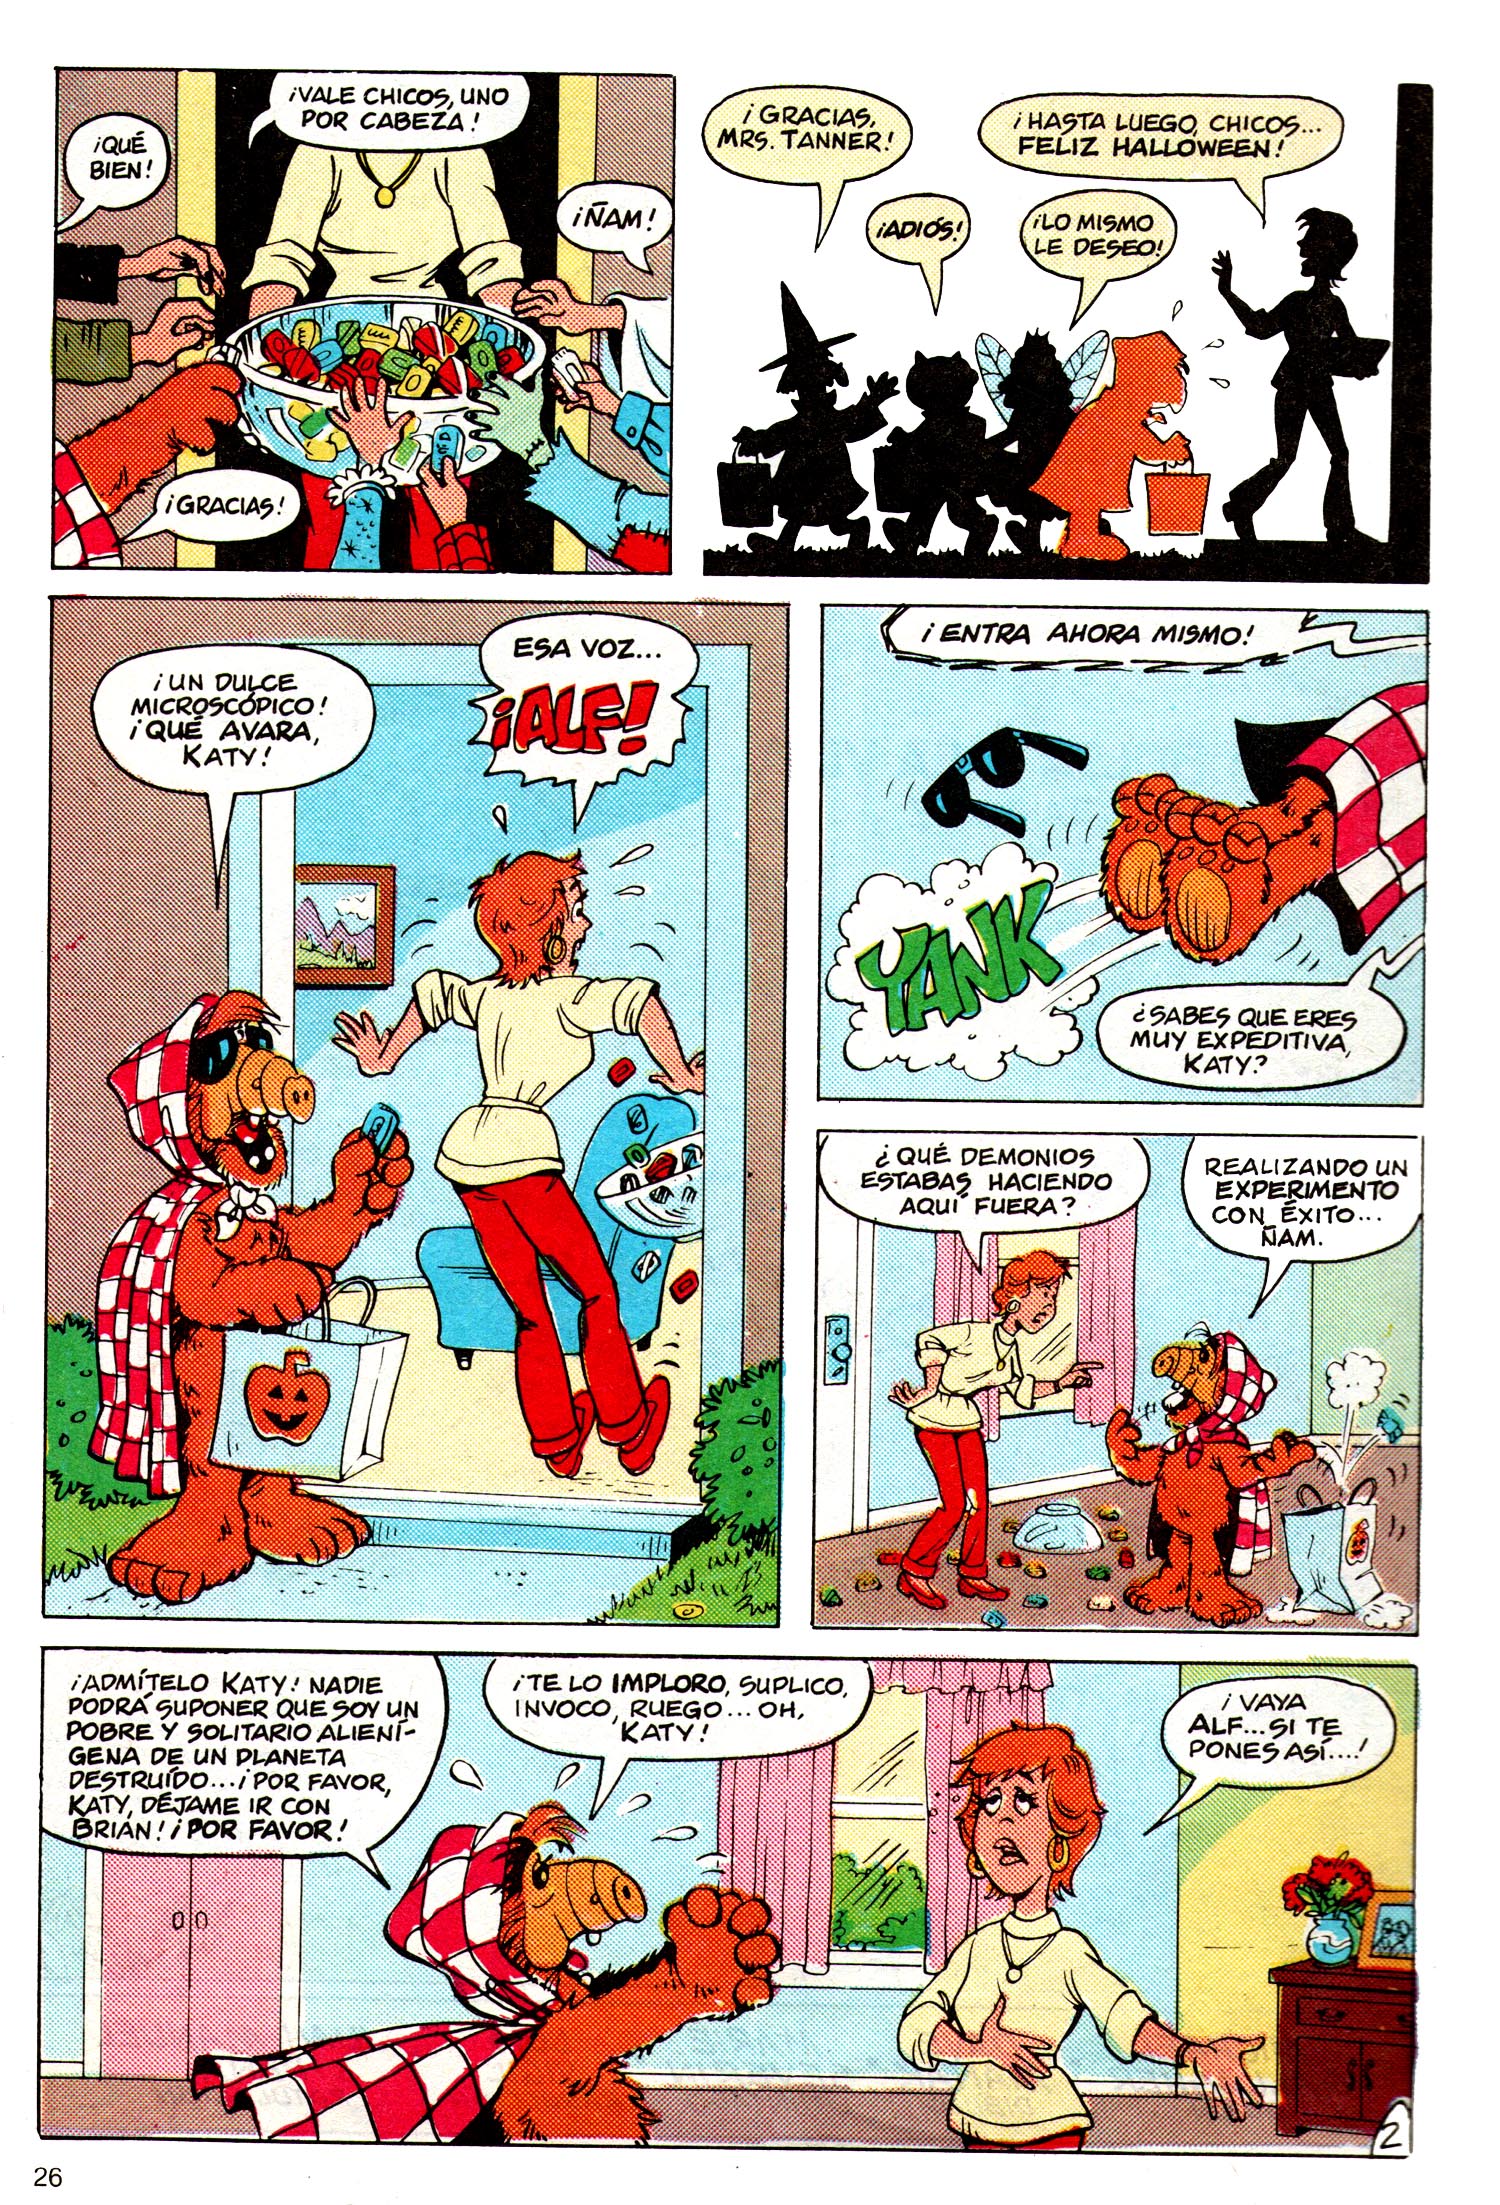 ¡VALE CHICOS, UNO
POR CABEZA!
¡QUÉ
BIEN!
¡ÑAM!
¡GRACIAS!
¡GRACIAS,
MRS. TANNER!
¡ADIÓS!
¡LO MISMO
LE DESEO!
¡HASTA LUEGO, CHICOS...
FELIZ HALLOWEEN!
¡UN DULCE
MICROSCÓPICO!
¡QUÉ AVARA,
KATY!
ESA VOZ...
¡ALF!
¡ENTRA AHORA MISMO!
YANK
¿SABES QUE ERES
MUY EXPEDITIVA,
KATY?
¿QUÉ DEMONIOS
ESTABAS HACIENDO
AQUÍ FUERA?
REALIZANDO UN
EXPERIMENTO
CON ÉXITO...
ÑAM.
¡ADMÍTELO KATY! NADIE
PODRÁ SUPONER QUE SOY UN
POBRE Y SOLITARIO ALIENÍ-
GENA DE UN PLANETA
DESTRUÍDO...¡POR FAVOR,
KATY, DÉJAME IR CON
BRIAN! ¡POR FAVOR!
¡TE LO IMPLORO, SUPLICO,
INVOCO, RUEGO... OH,
KATY!
¡VAYA
ALF...SI TE
PONES ASÍ...!
2
26